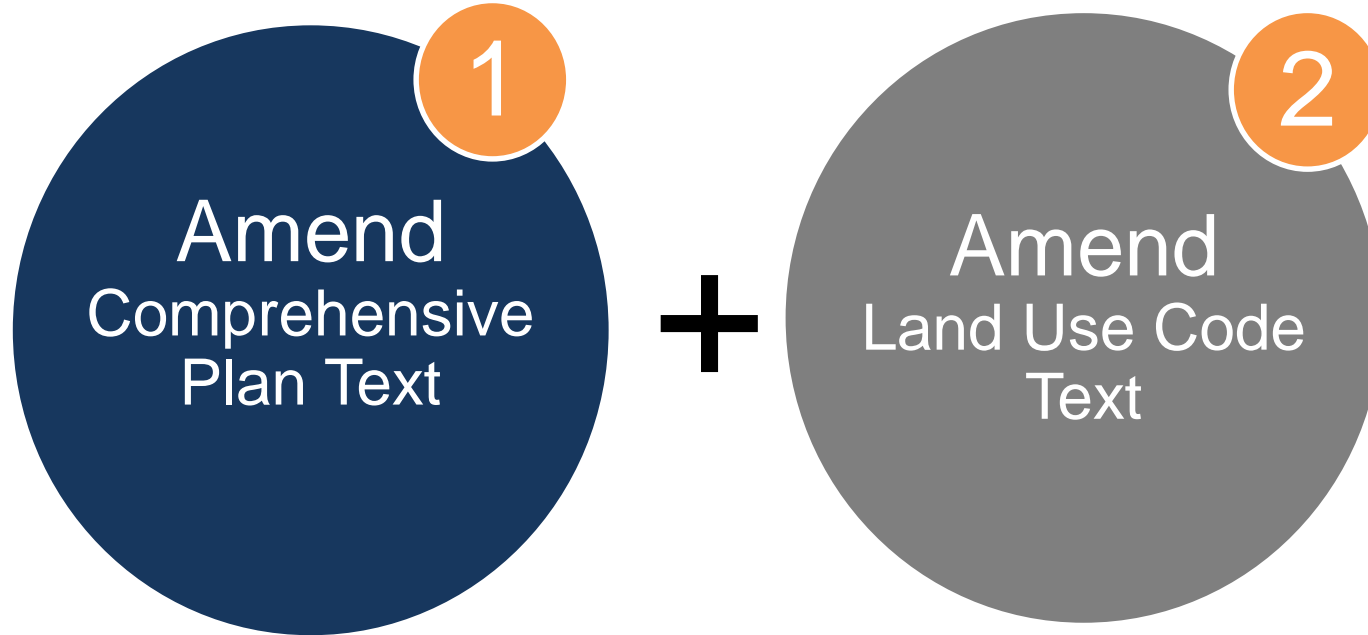 1
Amend
Comprehensive
Plan Text
+
2
Amend
Land Use Code
Text